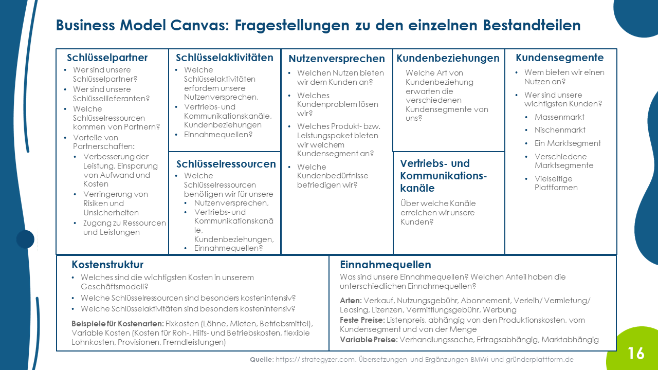 Business Model Canvas: Fragestellungen zu den einzelnen Bestandteilen
Schlüsselpartner
• Wer sind unsere
Schlüsselpartner?
• Wer sind unsere
Schlüssellieferanten?
• Welche
Schlüsselressourcen
kommen von Partnern?
• Vorteile von
Partnerschaften:
• Verbesserung der
Leistung, Einsparung
von Aufwand und
Kosten
• Verringerung von
Risiken und
Unsicherheiten
• Zugang zu Ressourcen
und Leistungen
Schlüsselaktivitäten
• Welche
Schlüsselaktivitäten
erfordern unsere
Nutzenversprechen,
• Vertriebs- und
Kommunikationskanäle,
Kundenbeziehungen
• Einnahmequellen?
Schlüsselressourcen
• Welche
Schlüsselressourcen
benötigen wir für unsere
• Nutzenversprechen,
• Vertriebs- und
Kommunikationskanä
le,
Kundenbeziehungen,
• Einnahmequellen?
Nutzenversprechen
• Welchen Nutzen bieten
wir dem Kunden an?
• Welches
Kundenproblem lösen
wir?
• Welches Produkt- bzw.
Leistungspaket bieten
wir welchem
Kundensegment an?
• Welche
Kundenbedürfnisse
befriedigen wir?
Kundenbeziehungen
Welche Art von
Kundenbeziehung
erwarten die
verschiedenen
Kundensegmente von
uns?
Vertriebs- und
Kommunikations-
kanäle
Über welche Kanäle
erreichen wir unsere
Kunden?
Kundensegmente
• Wem bieten wir einen
Nutzen an?
• Wer sind unsere
wichtigsten Kunden?
• Massenmarkt
• Nischenmarkt
• Ein Marktsegment
• Verschiedene
Marktsegmente
• Vielseitige
Plattformen
Kostenstruktur
• Welches sind die wichtigsten Kosten in unserem
Geschäftsmodell?
• Welche Schlüsselressourcen sind besonders kostenintensiv?
• Welche Schlüsselaktivitäten sind besonders kostenintensiv?
Beispiele für Kostenarten: Fixkosten (Löhne, Mieten, Betriebsmittel),
Variable Kosten (Kosten für Roh-, Hilfs- und Betriebskosten, flexible
Lohnkosten, Provisionen, Fremdleistungen)
Einnahmequellen
Was sind unsere Einnahmequellen? Welchen Anteil haben die
unterschiedlichen Einnahmequellen?
Arten: Verkauf, Nutzungsgebühr, Abonnement, Verleih/ Vermietung/
Leasing, Lizenzen, Vermittlungsgebühr, Werbung
Feste Preise: Listenpreis, abhängig von den Produktionskosten, vom
Kundensegment und von der Menge
Variable Preise: Verhandlungssache, Ertragsabhängig, Marktabhängig
16
Quelle: https:// strategyzer.com, Übersetzungen und Ergänzungen BMWi und gründerplattform.de